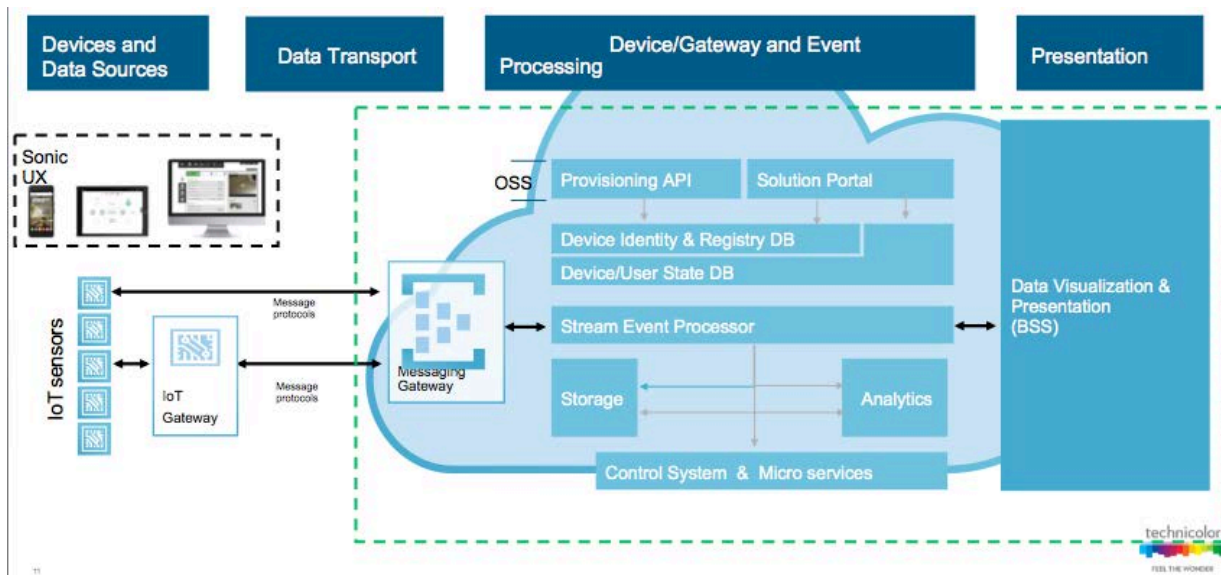 Devices and
Data Sources
Data Transport
Device/Gateway and Event
Processing
Presentation
Sonic
UX
OSS
Provisioning API
Solution Portal
Device Identity & Registry DB
Device/User State DB
IoT sensors
Message
protocols
IoT
Gateway
Message
protocols
Messaging
Gateway
Stream Event Processor
Storage
Analytics
Control System & Micro services
Data Visualization &
Presentation
(BSS)
technicolor
FEEL THE WONDER
11